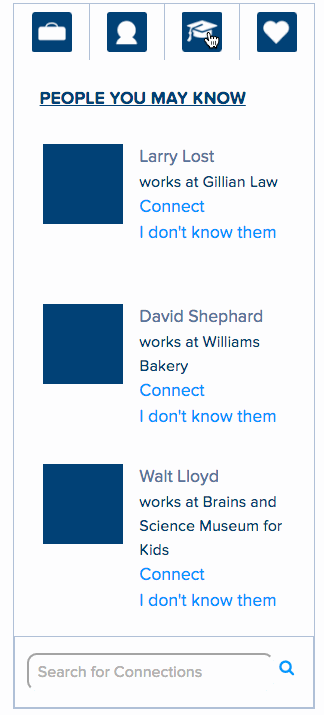 PEOPLE YOU MAY KNOW
Larry Lost
works at Gillian Law
Connect
I don't know them
David Shephard
works at Williams
Bakery
Connect
I don't know them
Walt Lloyd
works at Brains and
Science Museum for
Kids
Connect
I don't know them
Search for Connections